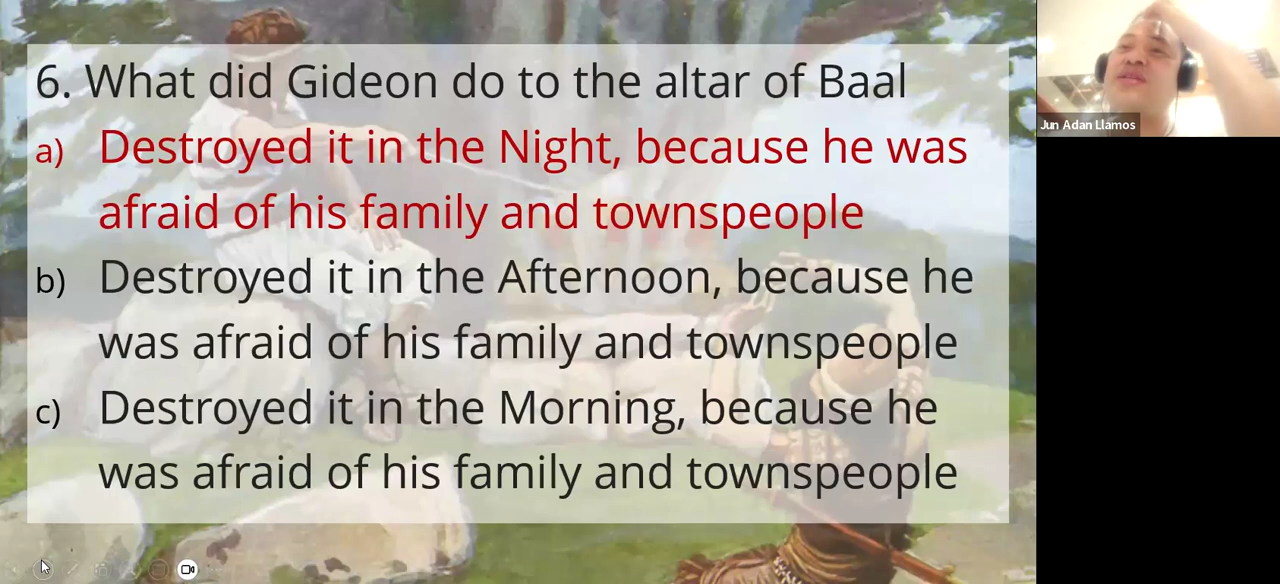 6. What did Gideon do to the altar of Baal
a) Destroyed it in the Night, because he was
afraid of his family and townspeople
b) Destroyed it in the Afternoon, because he
was afraid of his family and townspeople
c) Destroyed it in the Morning, because he
was afraid of his family and townspeople
Jun Adan Llamos